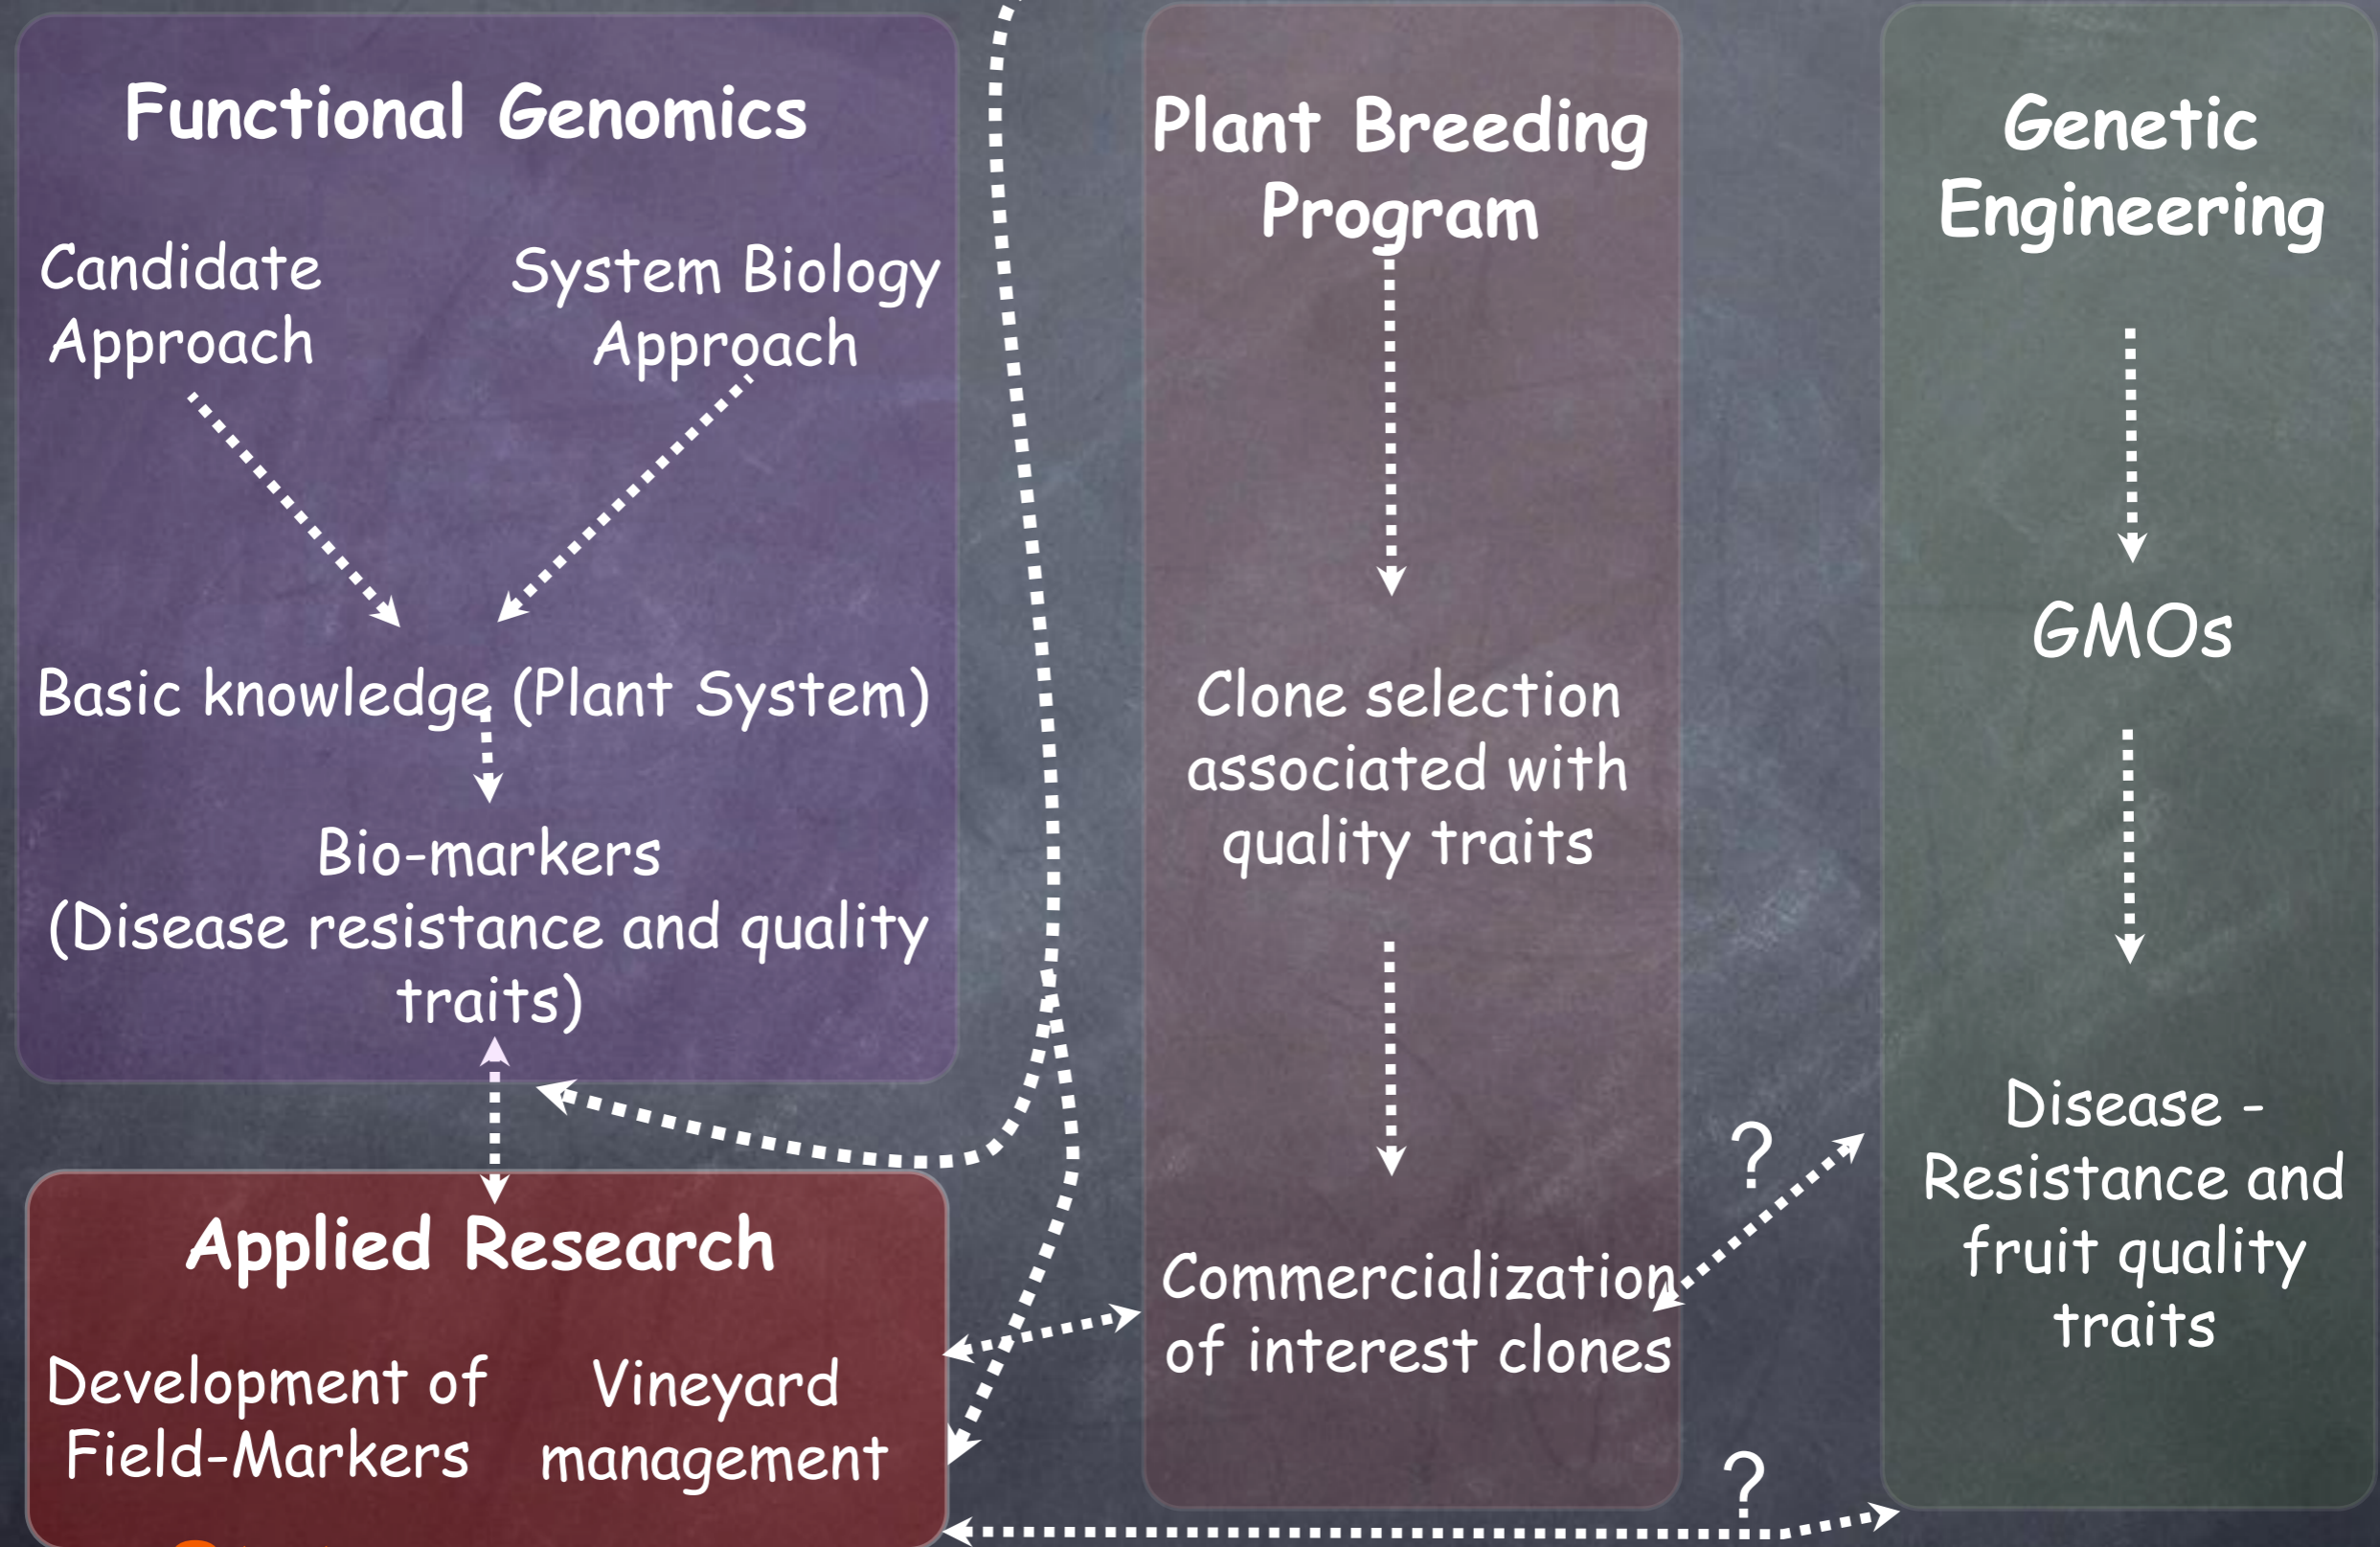 Functional Genomics
Candidate
Approach
System Biology
Approach
Basic knowledge (Plant System)
Bio-markers
(Disease resistance and quality
traits)
Applied Research
Development of
Field-Markers
Vineyard
management
Plant Breeding
Program
Clone selection
associated with
quality traits
Commercialization
of interest clones
?
?
Genetic
Engineering
GMOs
Disease -
Resistance and
fruit quality
traits